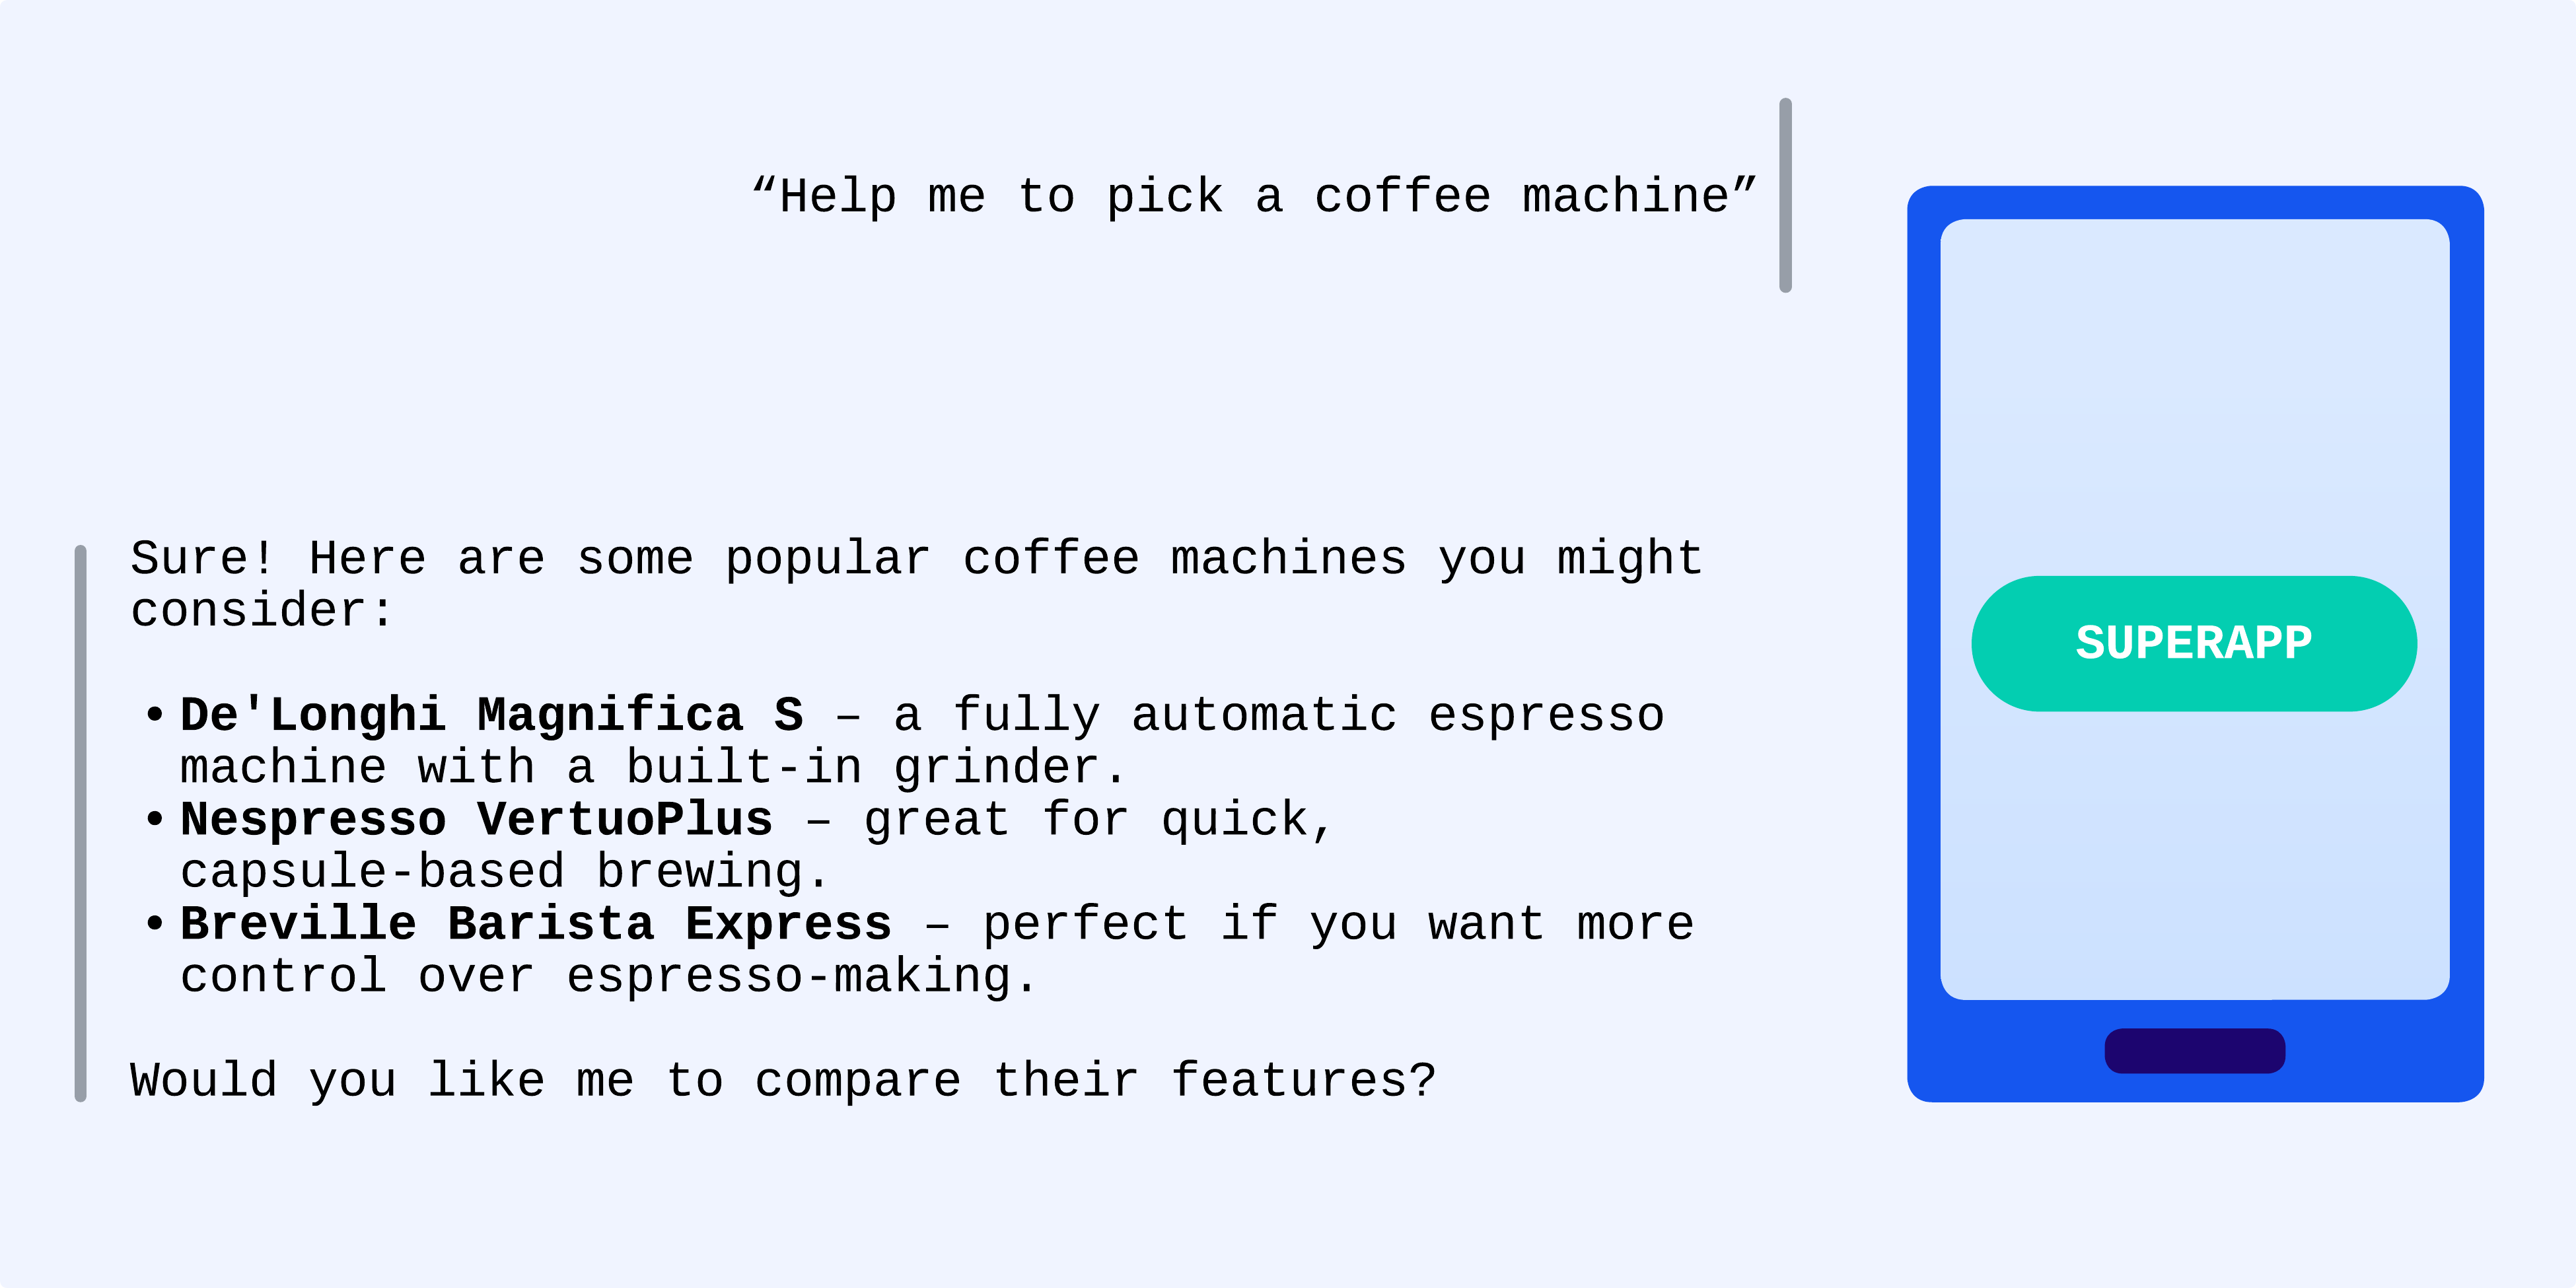 “Help me to pick a coffee machine”
Sure! Here are some popular coffee machines you might
consider:
• De'Longhi Magnifica S – a fully automatic espresso
machine with a built-in grinder.
• Nespresso VertuoPlus – great for quick,
capsule-based brewing.
• Breville Barista Express – perfect if you want more
control over espresso-making.
Would you like me to compare their features?
SUPERAPP